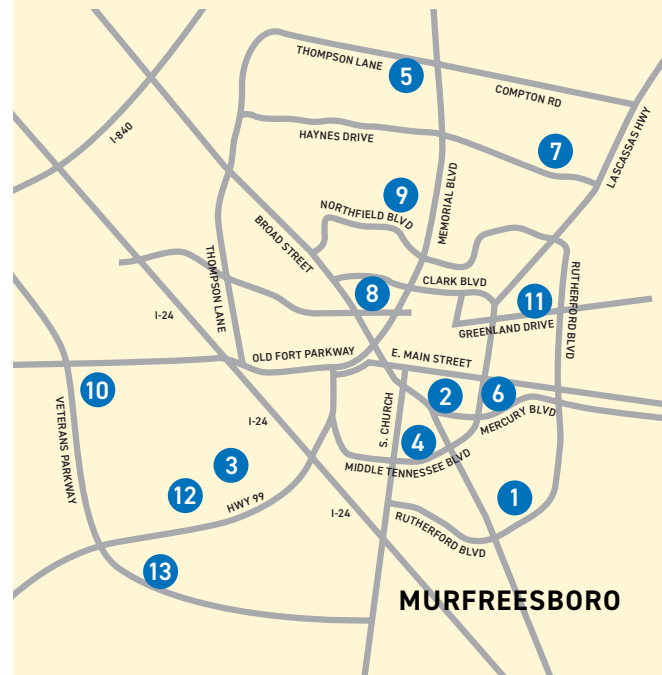 THOMPSON LANE
5
COMPTON RD
I-840
HAYNES DRIVE
7
LASCASSAS HWY
9
NORTHFIELD BLVD
MEMORIAL BLVD
BROAD STREET
THOMPSON LANE
CLARK BLVD
8
RUTHERFORD BLVD
11
I-24
GREENLAND DRIVE
OLD FORT PARKWAY
E. MAIN STREET
10
2
6
VETERANS PARKWAY
S. CHURCH
MERCURY BLVD
I-24
4
3
MIDDLE TENNESSEE BLVD
12
HWY 99
1
I-24
RUTHERFORD BLVD
13
MURFREESBORO